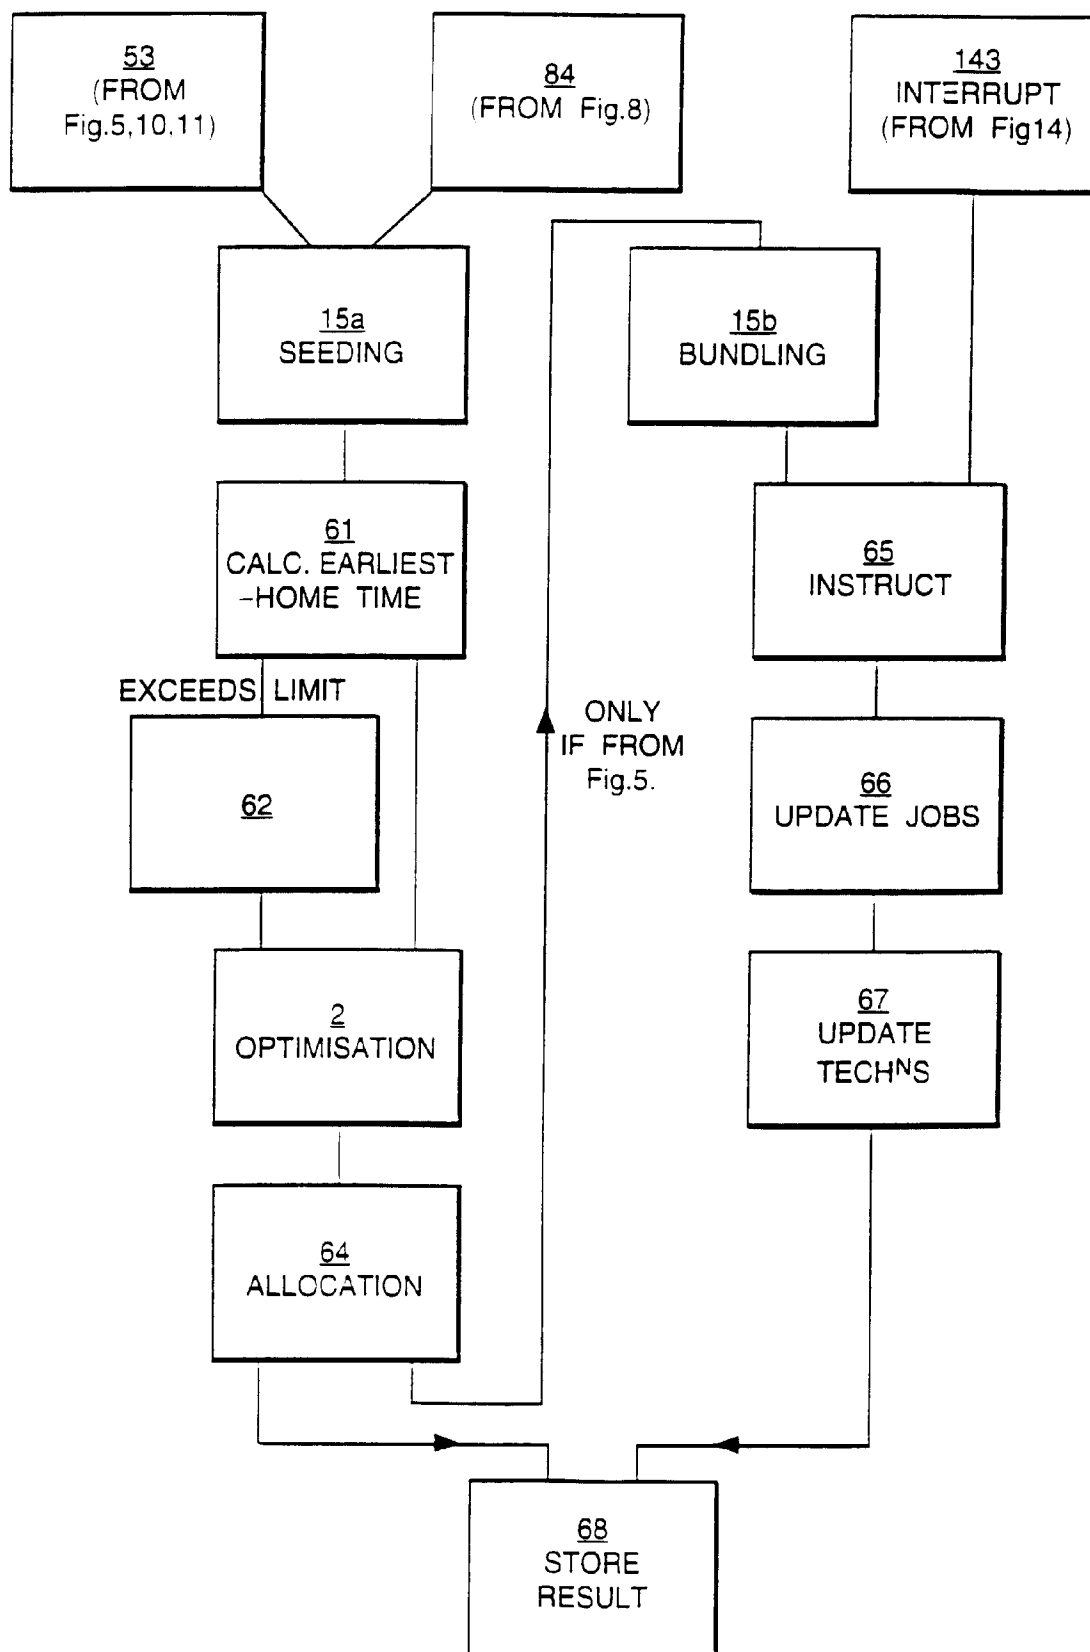 53
(FROM
Fig.5,10,11)
84
(FROM Fig.8)
143
INTERRUPT
(FROM Fig14)
15a
SEEDING
15b
BUNDLING
61
CALC. EARLIEST
-HOME TIME
65
INSTRUCT
EXCEEDS LIMIT
62
ONLY
IF FROM
Fig.5.
66
UPDATE JOBS
2
OPTIMISATION
67
UPDATE
TECHNS
64
ALLOCATION
68
STORE
RESULT